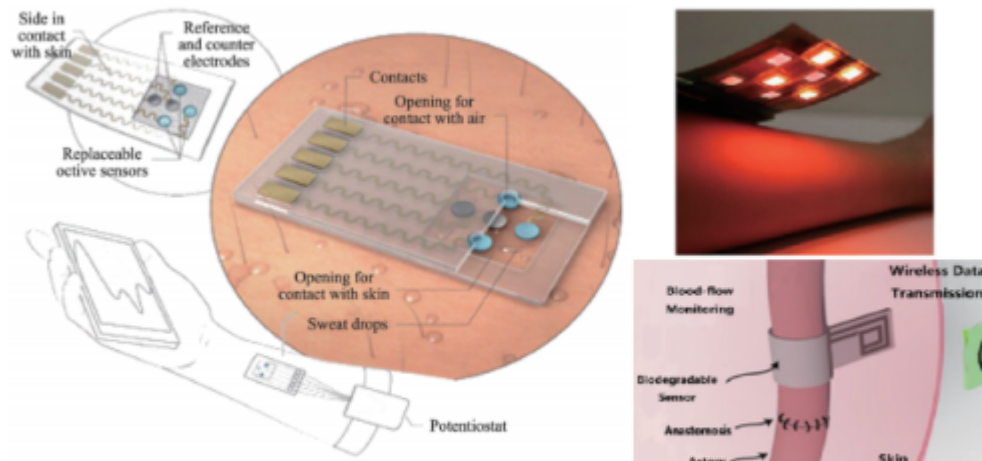 Side in
contact with
skin
Reference
and counter
electrodes
Replaceable
octive sensors
Contacts
Opening for
contact with air
Opening for
contact with skin
Sweat drops
Potentiostat
Blood-flow
Monitoring
Wireless Data
Transmission
Biodegradable
Sensor
Anastomosis
Skin